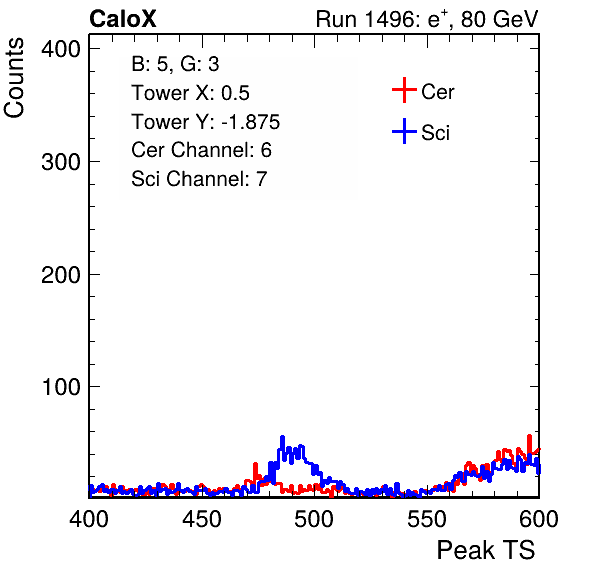 CaloX Run 1496: e+, 80 GeV
Counts
400
300
200
100
B: 5, G: 3
Tower X: 0.5
Tower Y: -1.875
Cer Channel: 6
Sci Channel: 7
Cer
Sci
400 450 500 550 600
Peak TS